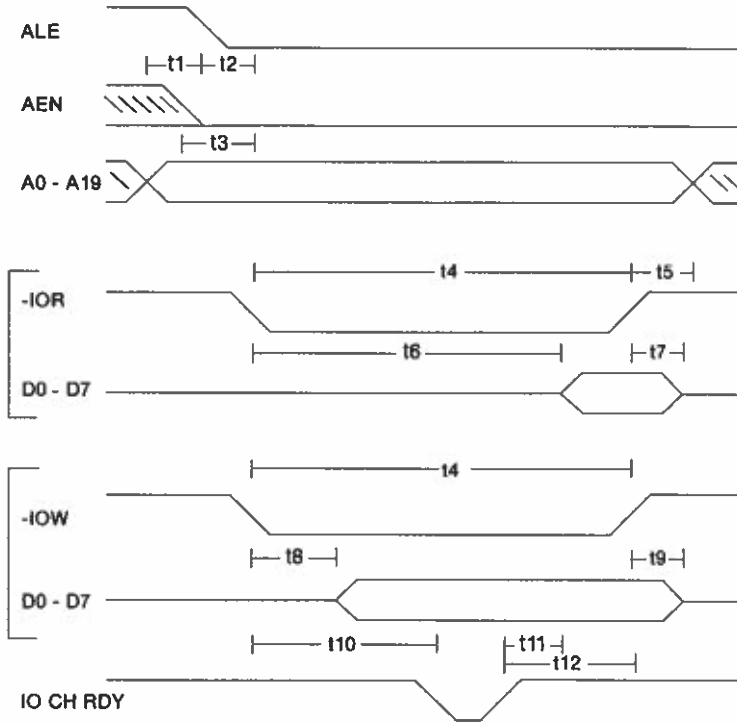 ALE
t1 t2
AEN
t3
A0 - A19
t4 t5
-IOR
t6 t7
D0 - D7
t4
-IOW
t8 t9
D0 - D7
t10 t11
t12
IO CH RDY